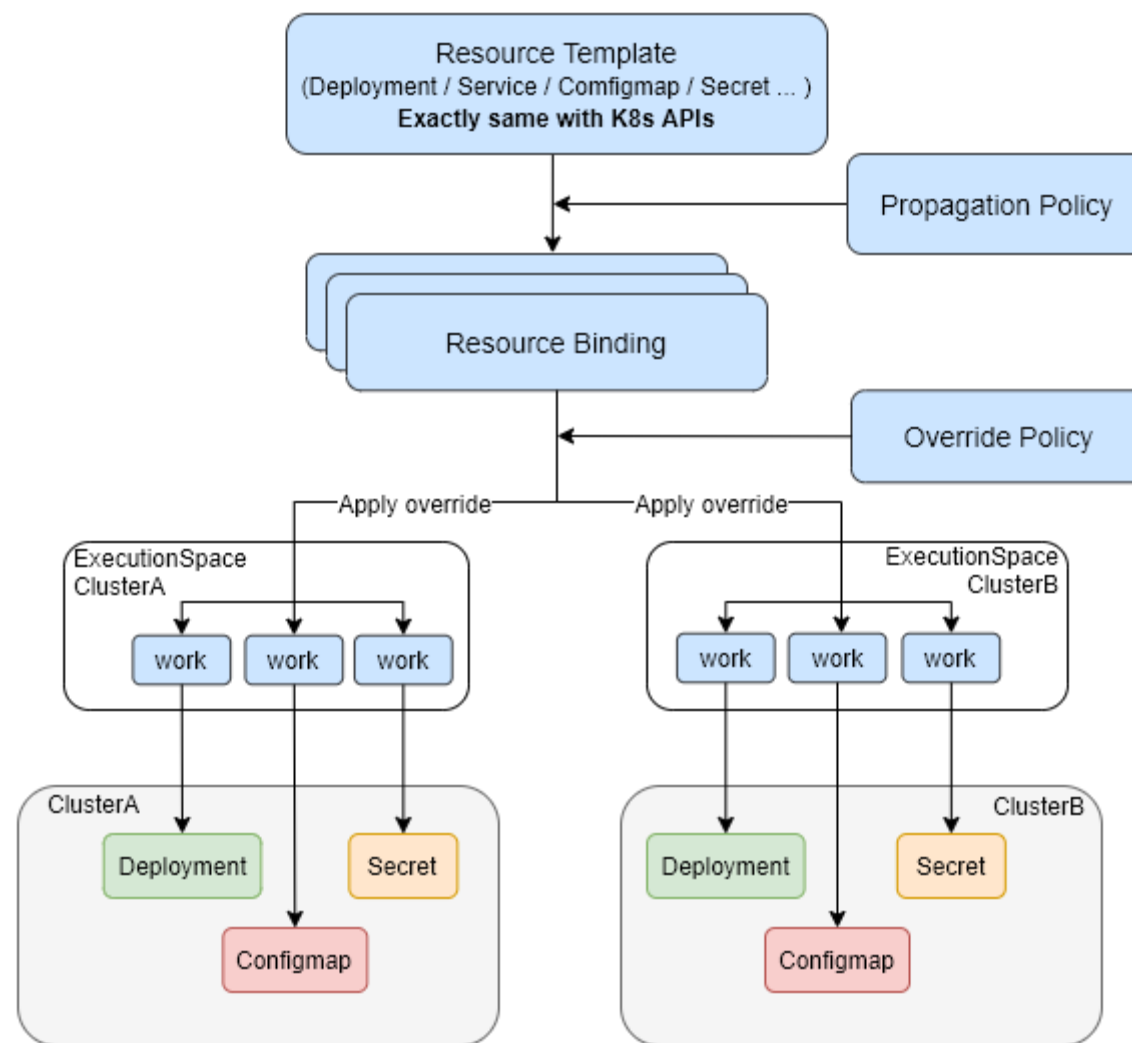 Resource Template
(Deployment / Service / Comfigmap / Secret ... )
Exactly same with K8s APIs
Propagation Policy
Resource Binding
Override Policy
Apply override
Apply override
ExecutionSpace
ClusterA
ExecutionSpace
ClusterB
work
work
work
work
work
work
ClusterA
ClusterB
Deployment
Secret
Deployment
Secret
Configmap
Configmap